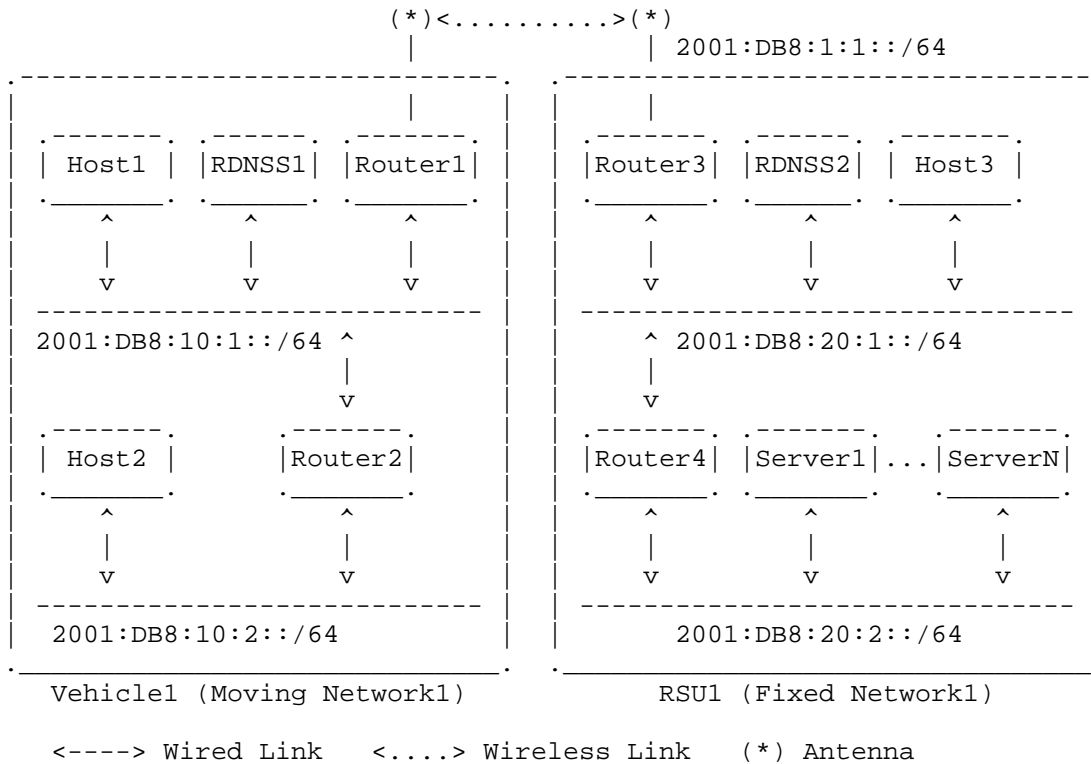 (*)<..........>(*)
2001:DB8:1:1::/64
Host1 RDNSS1 Router1 Router3 RDNSS2 Host3
2001:DB8:10:1::/64 2001:DB8:20:1::/64
Host2 Router2 Router4 Server1 ... ServerN
2001:DB8:10:2::/64 2001:DB8:20:2::/64
Vehicle1 (Moving Network1) RSU1 (Fixed Network1)
<----> Wired Link <....> Wireless Link (*) Antenna